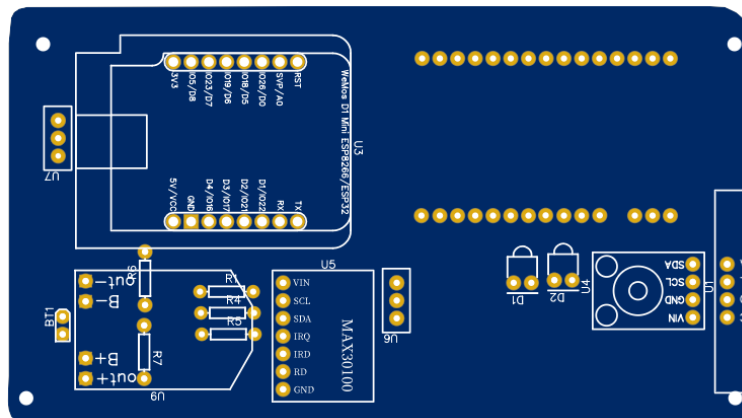 3V3
IO5/D8
IO23/D7
IO19/D6
IO18/D5
IO26/D0
SVP/A0
RST
WeMos D1 Mini ESP8266/ESP32
U3
U7
5V/VCC
GND
D4/IO16
D3/IO17
D2/IO21
D1/IO22
RX
TX
out-
B-
R6
BT1
B+
out+
R7
U9
R4
R5
U5
VIN
SCL
SDA
IRQ
IRD
RD
GND
MAX30100
U6
D1
D2
U4
SDA
SCL
GND
VIN
U1